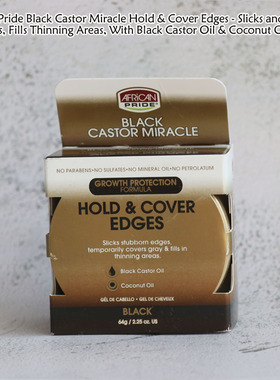 Pride Black Castor Miracle Hold & Cover Edges - Slicks and
Fills Thinning Areas, With Black Castor Oil & Coconut
AFRICAN
PRIDE
BLACK
CASTOR MIRACLE
NO PARABENS • NO SULFATES • NO MINERAL OIL • NO PETROLATUM
GROWTH PROTECTION
FORMULA
HOLD & COVER
EDGES
Slicks stubborn edges,
temporarily covers gray & fills in
thinning areas.
Black Castor Oil
Coconut Oil
GEL DE CABELLO • GEL DE CHEVEUX
BLACK
64g / 2.25 oz. US